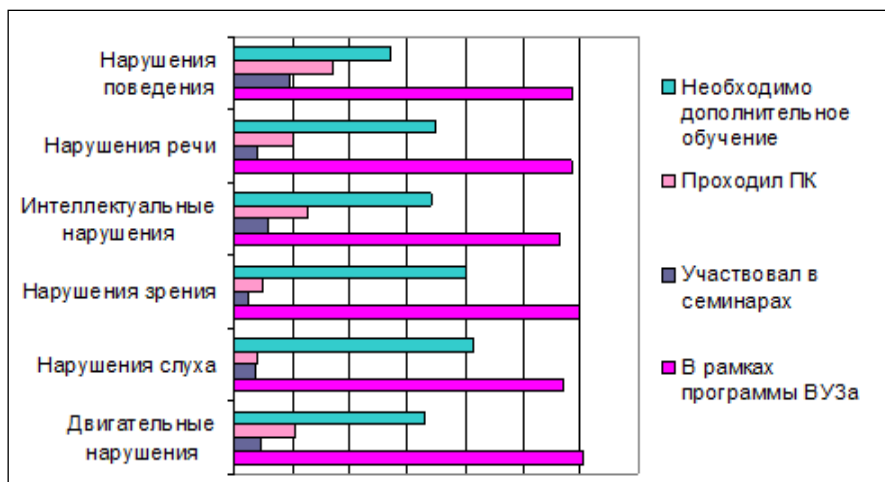 Нарушения
поведения
Нарушения речи
Интеллектуальные
нарушения
Нарушения зрения
Нарушения слуха
Двигательные
нарушения
Необходимо
дополнительное
обучение
Проходил ПК
Участвовал в
семинарах
В рамках
программы ВУЗа